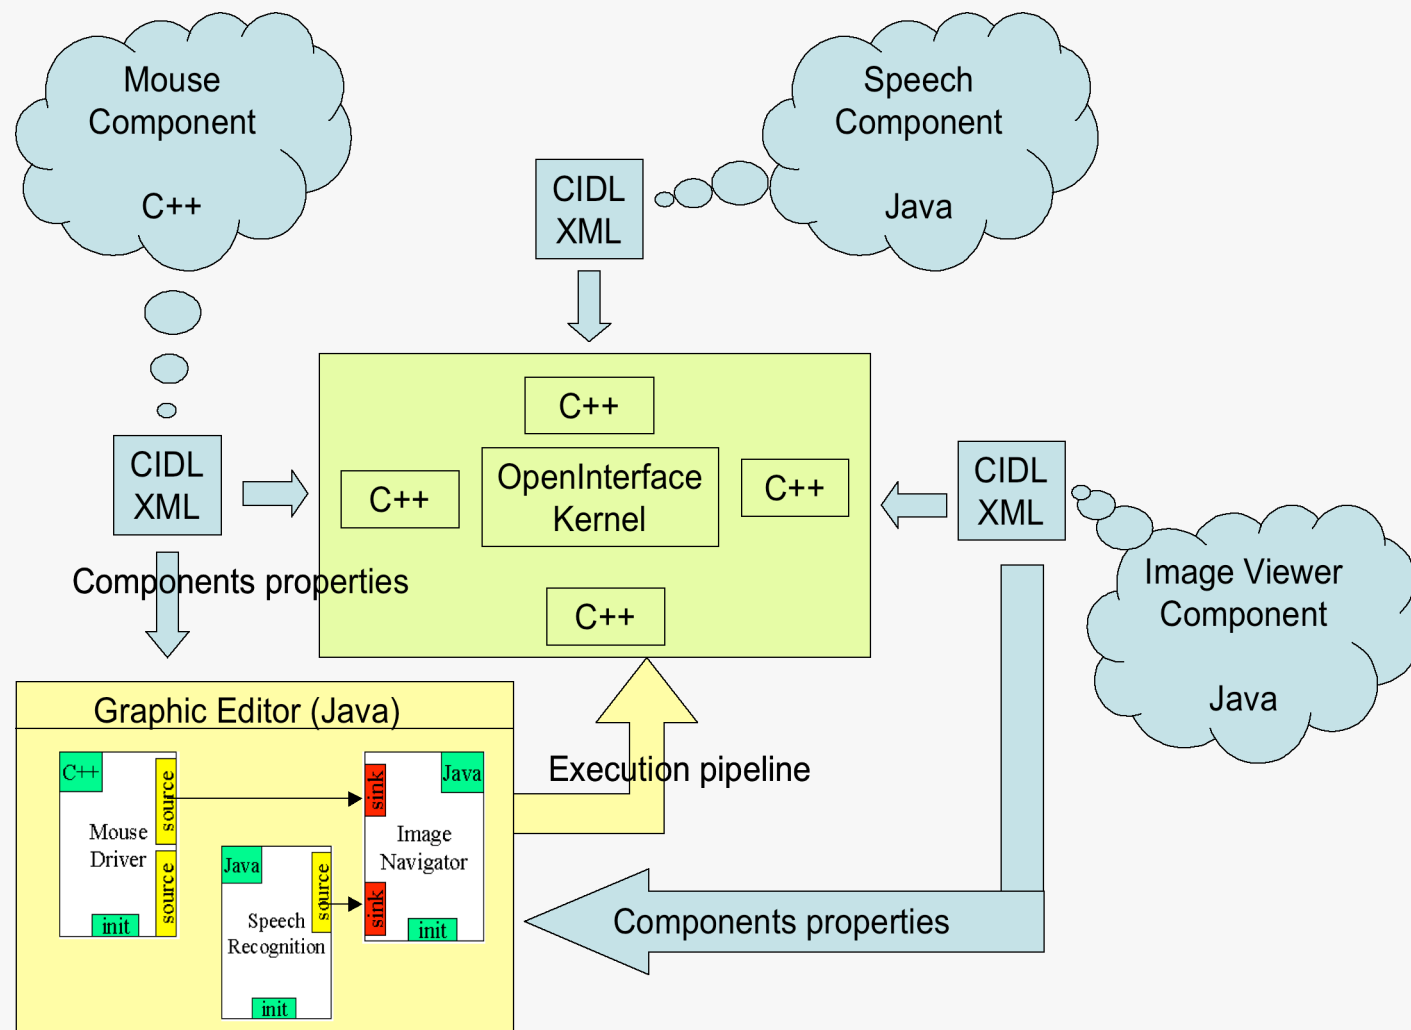 Mouse
Component
C++
Speech
Component
Java
CIDL
XML
C++
CIDL
XML
C++
OpenInterface
Kernel
C++
CIDL
XML
C++
Components properties
Image Viewer
Component
Java
Graphic Editor (Java)
Execution pipeline
C++
source
Mouse
Driver
source
init
Java
source
Speech
Recognition
init
sink
Java
Image
Navigator
sink
init
Components properties